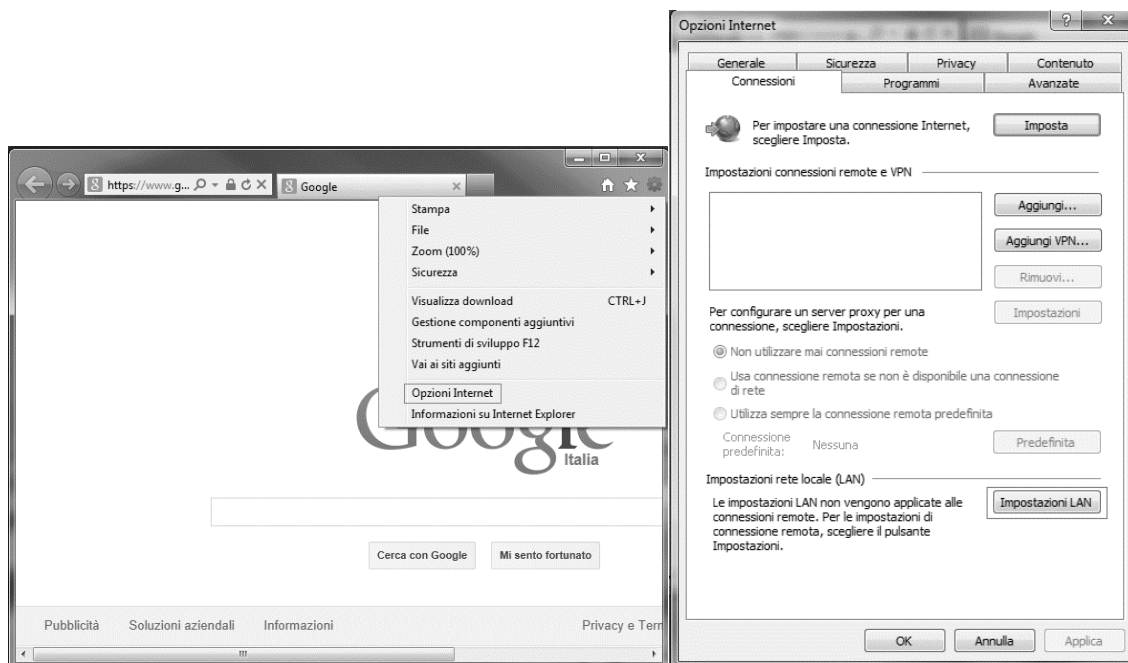 https://www.g...
Google
Stampa
File
Zoom (100%)
Sicurezza
Visualizza download CTRL+J
Gestione componenti aggiuntivi
Strumenti di sviluppo F12
Vai ai siti aggiunti
Opzioni Internet
Informazioni su Internet Explorer
Google
Italia
Cerca con Google
Mi sento fortunato
Pubblicità Soluzioni aziendali Informazioni Privacy e Term
Opzioni Internet
Generale Sicurezza Privacy Contenuto
Connessioni Programmi Avanzate
Per impostare una connessione Internet,
scegliere Imposta.
Imposta
Impostazioni connessioni remote e VPN
Aggiungi...
Aggiungi VPN...
Rimuovi...
Per configurare un server proxy per una
connessione, scegliere Impostazioni.
Impostazioni
Non utilizzare mai connessioni remote
Usa connessione remota se non è disponibile una connessione
di rete
Utilizza sempre la connessione remota predefinita
Connessione
predefinita:
Nessuna
Predefinita
Impostazioni rete locale (LAN)
Le impostazioni LAN non vengono applicate alle
connessioni remote. Per le impostazioni di
connessione remota, scegliere il pulsante
Impostazioni.
Impostazioni LAN
OK Annulla Applica